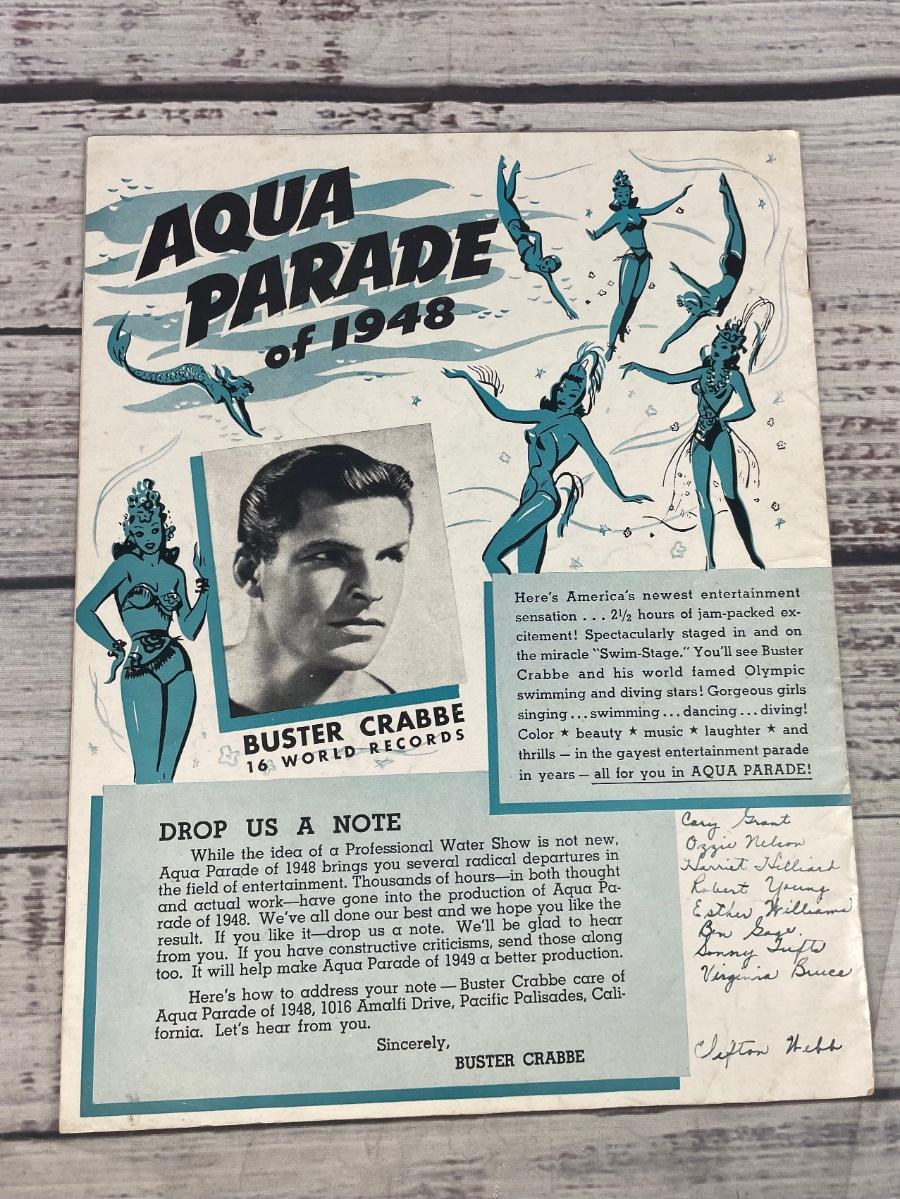 AQUA
PARADE
of 1948
BUSTER CRABBE
16 WORLD RECORDS
Here's America's newest entertainment
sensation . . . 2½ hours of jam-packed ex-
citement! Spectacularly staged in and on
the miracle "Swim-Stage." You'll see Buster
Crabbe and his world famed Olympic
swimming and diving stars! Gorgeous girls
singing . . . swimming . . . dancing . . . diving!
Color ★ beauty ★ music ★ laughter ★ and
thrills — in the gayest entertainment parade
in years — all for you in AQUA PARADE!
DROP US A NOTE
While the idea of a Professional Water Show is not new,
Aqua Parade of 1948 brings you several radical departures in
the field of entertainment. Thousands of hours—in both thought
and actual work—have gone into the production of Aqua Pa-
rade of 1948. We've all done our best and we hope you like the
result. If you like it—drop us a note. We'll be glad to hear
from you. If you have constructive criticisms, send those along
too. It will help make Aqua Parade of 1949 a better production.
Here's how to address your note — Buster Crabbe care of
Aqua Parade of 1948, 1016 Amalfi Drive, Pacific Palisades, Cali-
fornia. Let's hear from you.
Sincerely,
BUSTER CRABBE
Cary Grant
Ozzie Nelson
Harriet Hilliard
Robert Young
Esther Williams
Ben Gage.
Sonny Tufts
Virginia Bruce
Clifton Webb